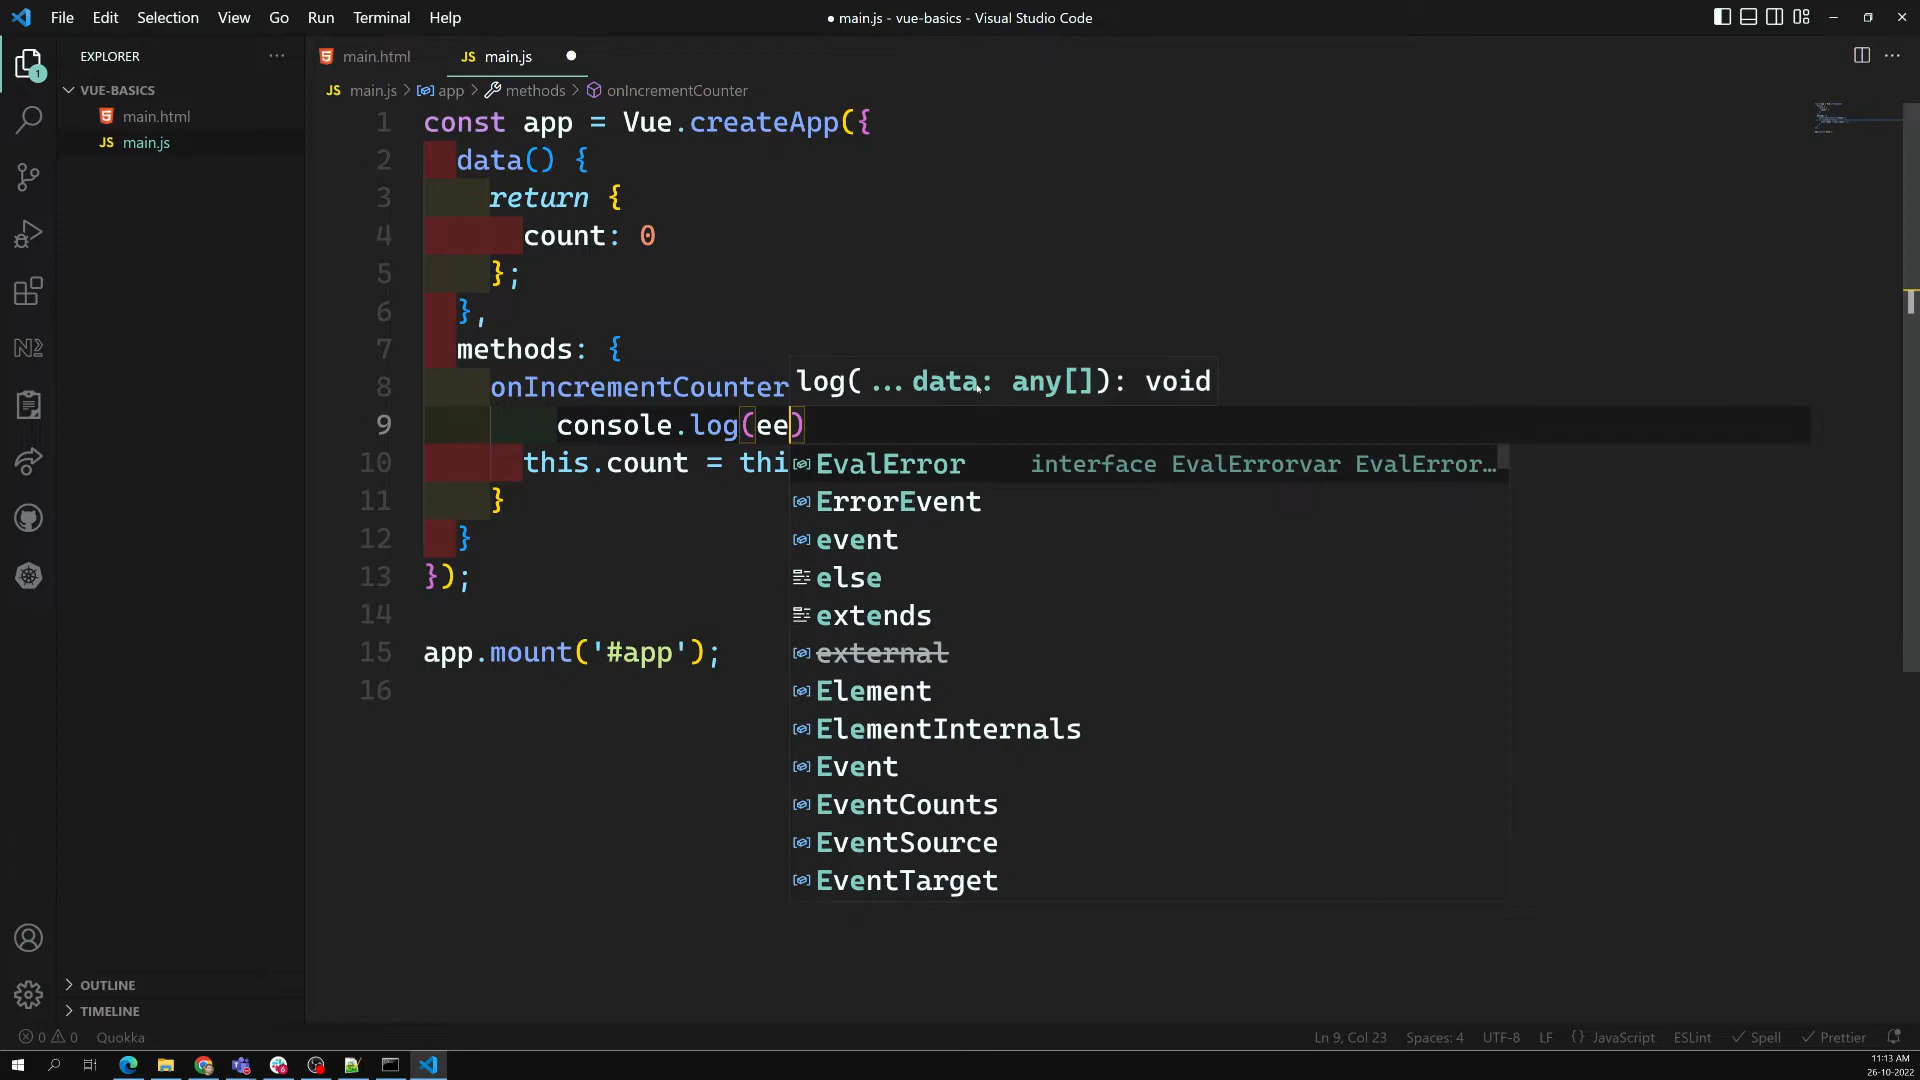 File Edit Selection View Go Run Terminal Help
● main.js - vue-basics - Visual Studio Code
EXPLORER
1
VUE-BASICS
main.html
JS main.js
main.html
JS main.js
JS main.js > app > methods > onIncrementCounter
1 const app = Vue.createApp({
2 data() {
3 return {
4 count: 0
5 };
6 },
7 methods: {
8 onIncrementCounter
9 console.log(ee)
10 this.count = thi
11 }
12 }
13 });
14
15 app.mount('#app');
16
log(...data: any[]): void
EvalError interface EvalErrorvar EvalError…
ErrorEvent
event
else
extends
external
Element
ElementInternals
Event
EventCounts
EventSource
EventTarget
OUTLINE
TIMELINE
0 0 Quokka
Ln 9, Col 23 Spaces: 4 UTF-8 LF {} JavaScript ESLint Spell Prettier
11:13 AM
26-10-2022